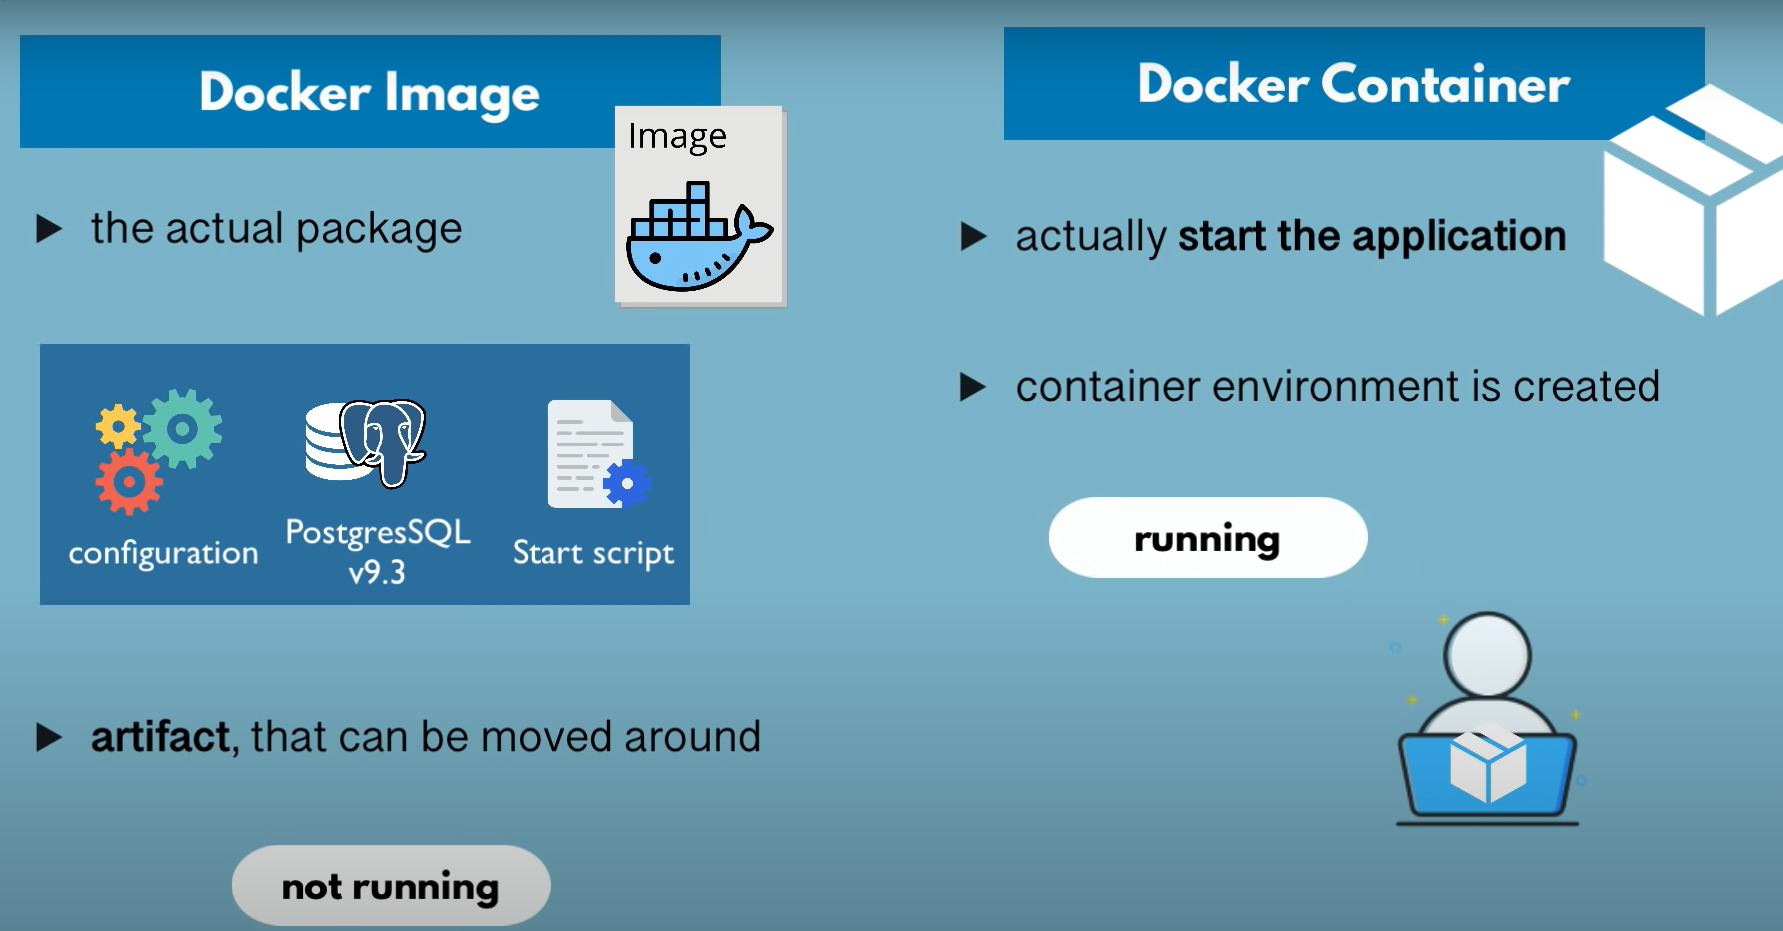 Docker Image
Image
the actual package
configuration
PostgresSQL
v9.3
Start script
artifact, that can be moved around
not running
Docker Container
actually start the application
container environment is created
running